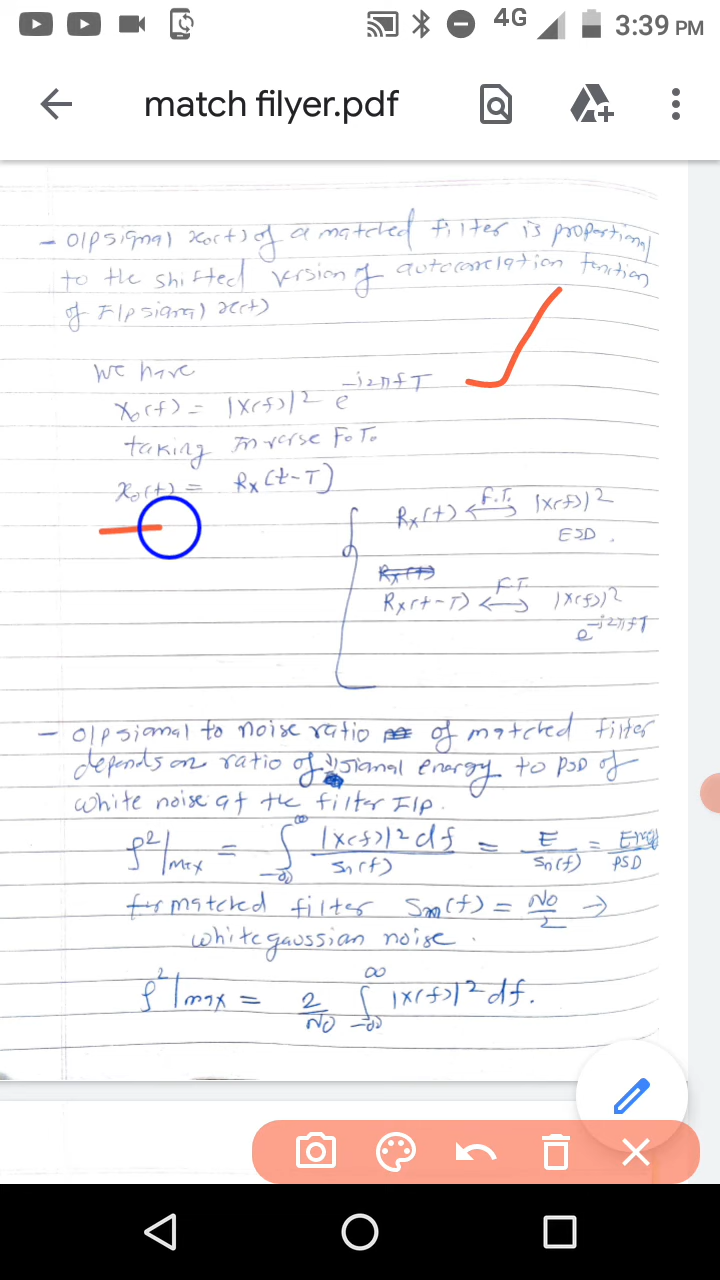 4G 3:39 PM
match filyer.pdf
- O/P signal xo(t) of a matched filter is proportional
to the shifted version of autocorrelation function
of I/P signal x(t)
We have
Xo(f) = |X(f)|2 e^-j2πfT
taking Inverse F.T.
xo(t) = Rx(t-T)
Rx(t) <-F.T.-> |X(f)|2
ESD.
Rx(t-T) <-F.T.-> |X(f)|2
e^-j2πfT
- O/P signal to noise ratio of matched filter
depends on ratio of signal energy to PSD of
white noise at the filter I/P.
ρ2|max = ∫-∞^∞ |X(f)|2 df / Sn(f) = E / Sn(f) = / PSD
for matched filter Sn(f) = No/2 →
white gaussian noise.
ρ2|max = 2/No ∫-∞^∞ |X(f)|2 df.